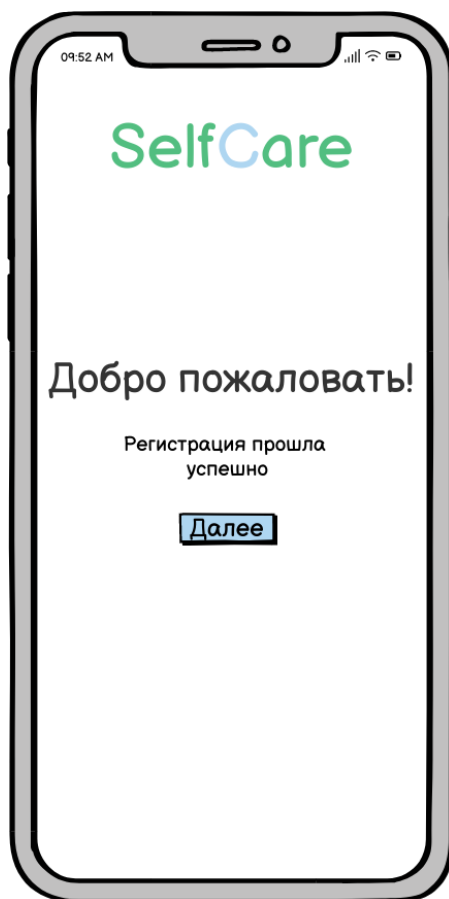 09:52 AM
SelfCare
Добро пожаловать!
Регистрация прошла
успешно
Далее